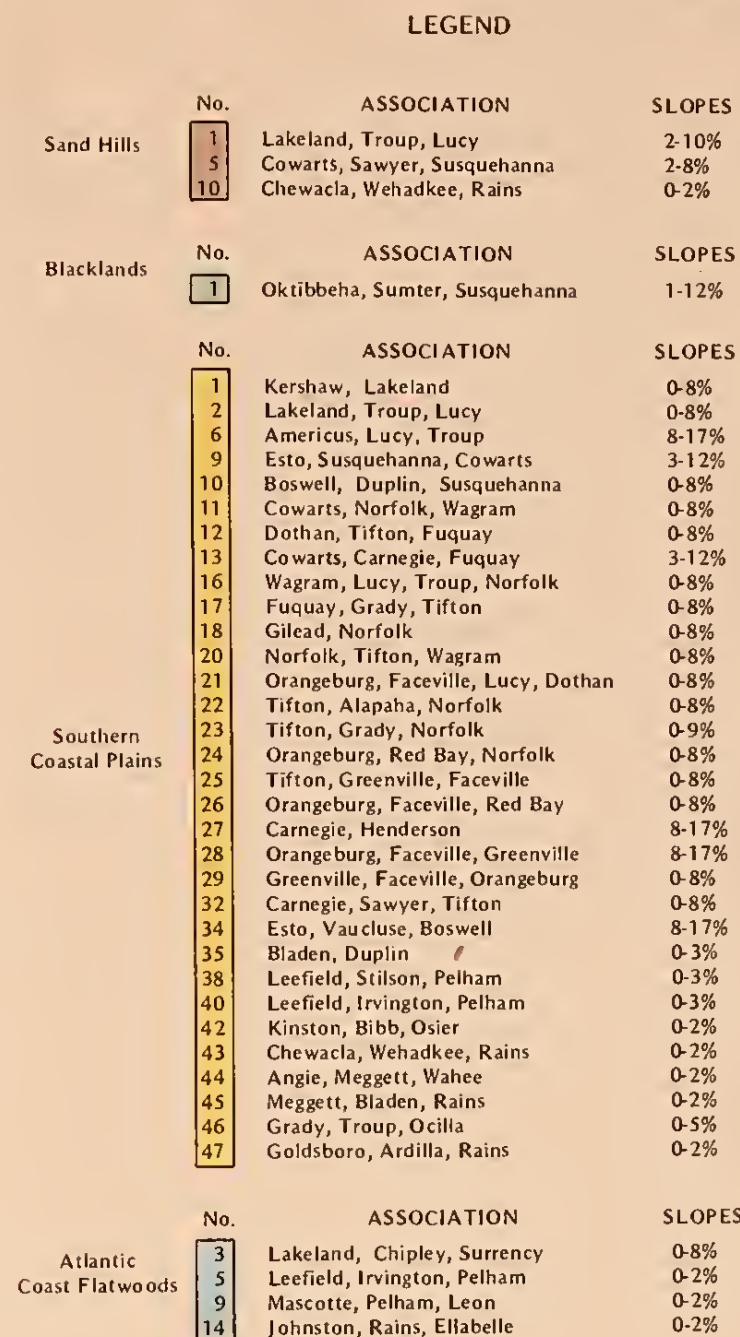 LEGEND
No. ASSOCIATION SLOPES
Sand Hills
1 Lakeland, Troup, Lucy 2-10%
5 Cowarts, Sawyer, Susquehanna 2-8%
10 Chewacla, Wehadkee, Rains 0-2%
Blacklands
No. ASSOCIATION SLOPES
1 Oktibbeha, Sumter, Susquehanna 1-12%
No. ASSOCIATION SLOPES
1 Kershaw, Lakeland 0-8%
2 Lakeland, Troup, Lucy 0-8%
6 Americus, Lucy, Troup 8-17%
9 Esto, Susquehanna, Cowarts 3-12%
10 Boswell, Duplin, Susquehanna 0-8%
11 Cowarts, Norfolk, Wagram 0-8%
12 Dothan, Tifton, Fuquay 0-8%
13 Cowarts, Carnegie, Fuquay 3-12%
16 Wagram, Lucy, Troup, Norfolk 0-8%
17 Fuquay, Grady, Tifton 0-8%
18 Gilead, Norfolk 0-8%
20 Norfolk, Tifton, Wagram 0-8%
21 Orangeburg, Faceville, Lucy, Dothan 0-8%
22 Tifton, Alapaha, Norfolk 0-8%
Southern
Coastal Plains
23 Tifton, Grady, Norfolk 0-9%
24 Orangeburg, Red Bay, Norfolk 0-8%
25 Tifton, Greenville, Faceville 0-8%
26 Orangeburg, Faceville, Red Bay 0-8%
27 Carnegie, Henderson 8-17%
28 Orangeburg, Faceville, Greenville 8-17%
29 Greenville, Faceville, Orangeburg 0-8%
32 Carnegie, Sawyer, Tifton 0-8%
34 Esto, Vaucluse, Boswell 8-17%
35 Bladen, Duplin 0-3%
38 Leefield, Stilson, Pelham 0-3%
40 Leefield, Irvington, Pelham 0-3%
42 Kinston, Bibb, Osier 0-2%
43 Chewacla, Wehadkee, Rains 0-2%
44 Angie, Meggett, Wahee 0-2%
45 Meggett, Bladen, Rains 0-2%
46 Grady, Troup, Ocilla 0-5%
47 Goldsboro, Ardilla, Rains 0-2%
No. ASSOCIATION SLOPES
Atlantic
Coast Flatwoods
3 Lakeland, Chipley, Surrency 0-8%
5 Leefield, Irvington, Pelham 0-2%
9 Mascotte, Pelham, Leon 0-2%
14 Johnston, Rains, Ellabelle 0-2%